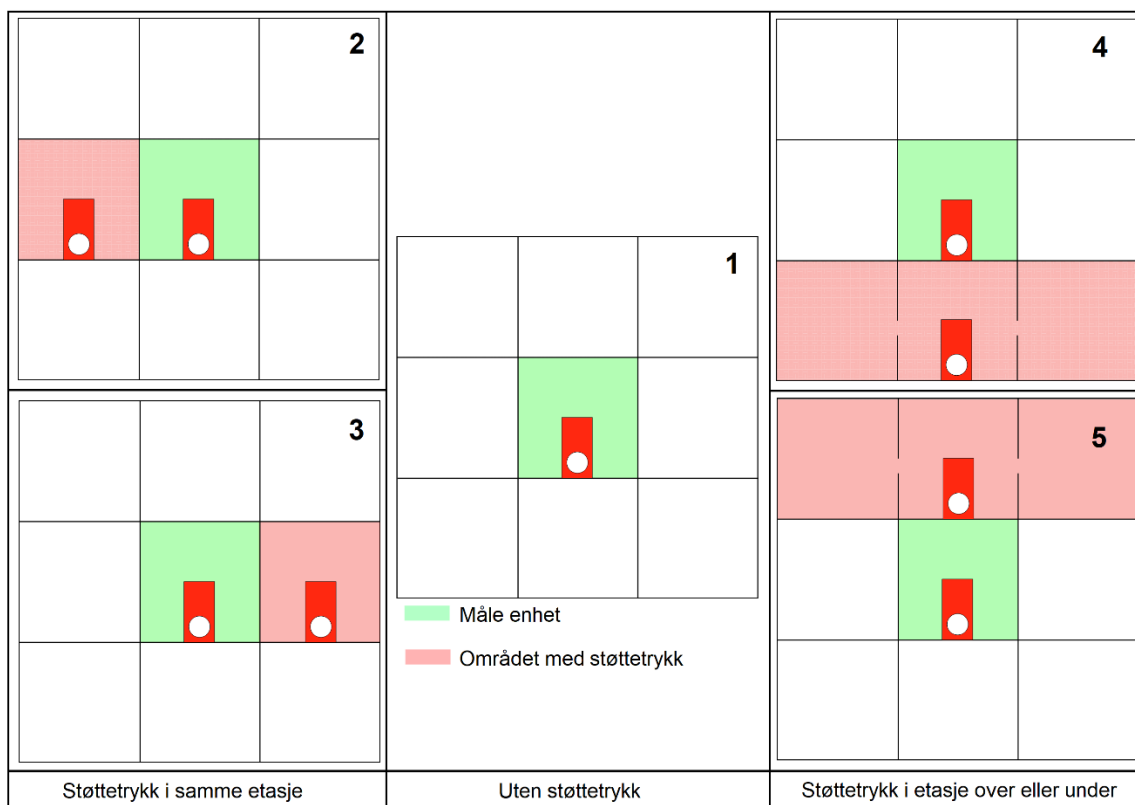 2
3
Støttetrykk i samme etasje
1
Måle enhet
Området med støttetrykk
Uten støttetrykk
4
5
Støttetrykk i etasje over eller under